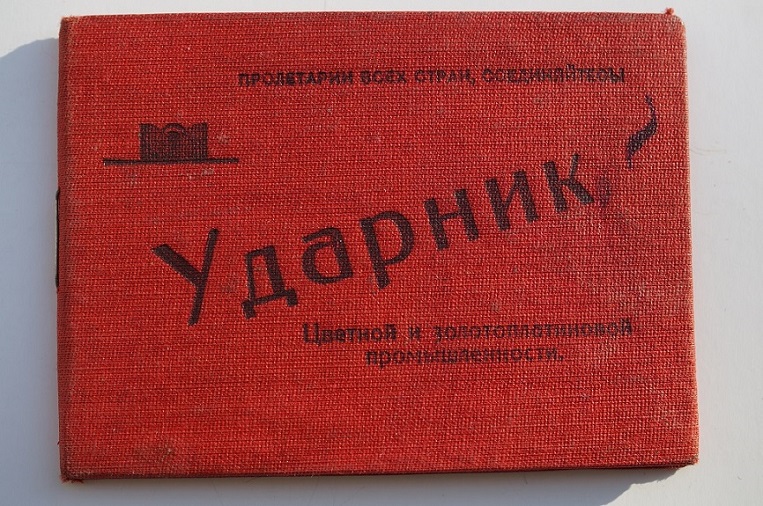 ПРОЛЕТАРИИ ВСЕХ СТРАН, СОЕДИНЯЙТЕСЬ!
Ударник
Цветной и золотоплатиновой
промышленности.